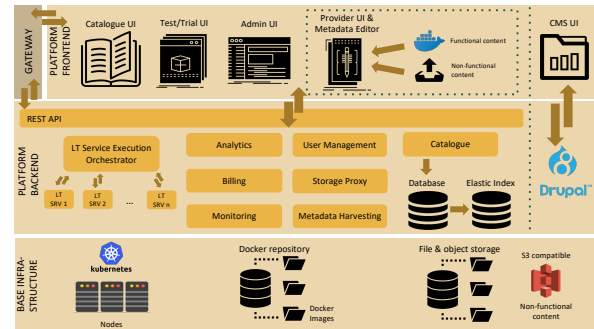 GATEWAY
PLATFORM
FRONTEND
Catalogue UI
Test/Trial UI
Admin UI
Provider UI &
Metadata Editor
Functional content
Non-functional
content
CMS UI
PLATFORM
BACKEND
REST API
LT Service Execution
Orchestrator
LT
SRV 1
LT
SRV 2
...
LT
SRV n
Analytics
User Management
Catalogue
Billing
Storage Proxy
Database
Elastic Index
Monitoring
Metadata Harvesting
Drupal™
BASE INFRA-
STRUCTURE
kubernetes
Nodes
Docker repository
Docker
Images
File & object storage
S3 compatible
Non-functional
content